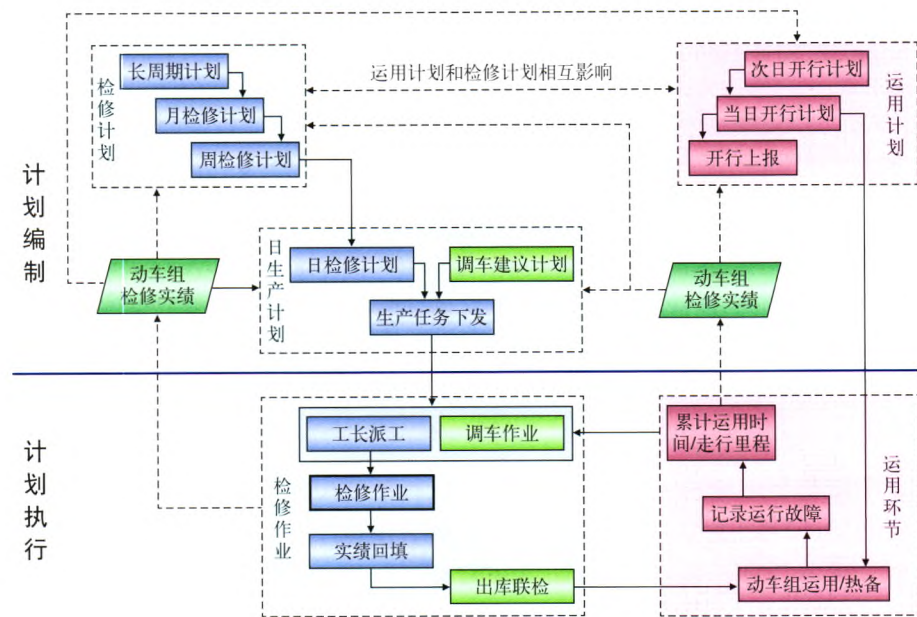 计划编制
检修计划
长周期计划
月检修计划
周检修计划
运用计划和检修计划相互影响
次日开行计划
当日开行计划
开行上报
运用计划
动车组
检修实绩
日生产计划
日检修计划
调车建议计划
生产任务下发
动车组
检修实绩
计划执行
检修作业
工长派工
调车作业
检修作业
实绩回填
出库联检
累计运用时
间/走行里程
记录运行故障
动车组运用/热备
运用环节